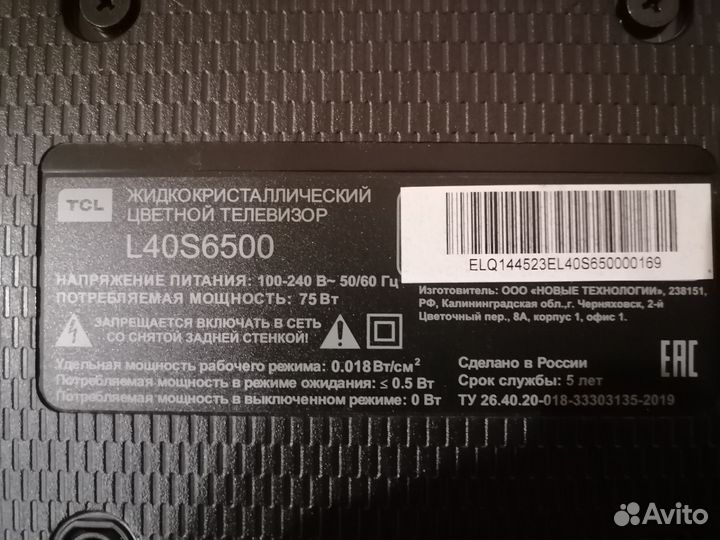 TCL
ЖИДКОКРИСТАЛЛИЧЕСКИЙ
ЦВЕТНОЙ ТЕЛЕВИЗОР
L40S6500
НАПРЯЖЕНИЕ ПИТАНИЯ: 100-240 В~ 50/60 Гц
ПОТРЕБЛЯЕМАЯ МОЩНОСТЬ: 75 Вт
ЗАПРЕЩАЕТСЯ ВКЛЮЧАТЬ В СЕТЬ
СО СНЯТОЙ ЗАДНЕЙ СТЕНКОЙ!
Удельная мощность рабочего режима: 0.018 Вт/см²
Потребляемая мощность в режиме ожидания: ≤ 0.5 Вт
Потребляемая мощность в выключенном режиме: 0 Вт
ELQ144523EL40S650000169
Изготовитель: ООО «НОВЫЕ ТЕХНОЛОГИИ», 238151,
РФ, Калининградская обл.,г. Черняховск, 2-й
Цветочный пер., 8А, корпус 1, офис 1.
Сделано в России
Срок службы: 5 лет
ТУ 26.40.20-018-33303135-2019
EAC
Avito